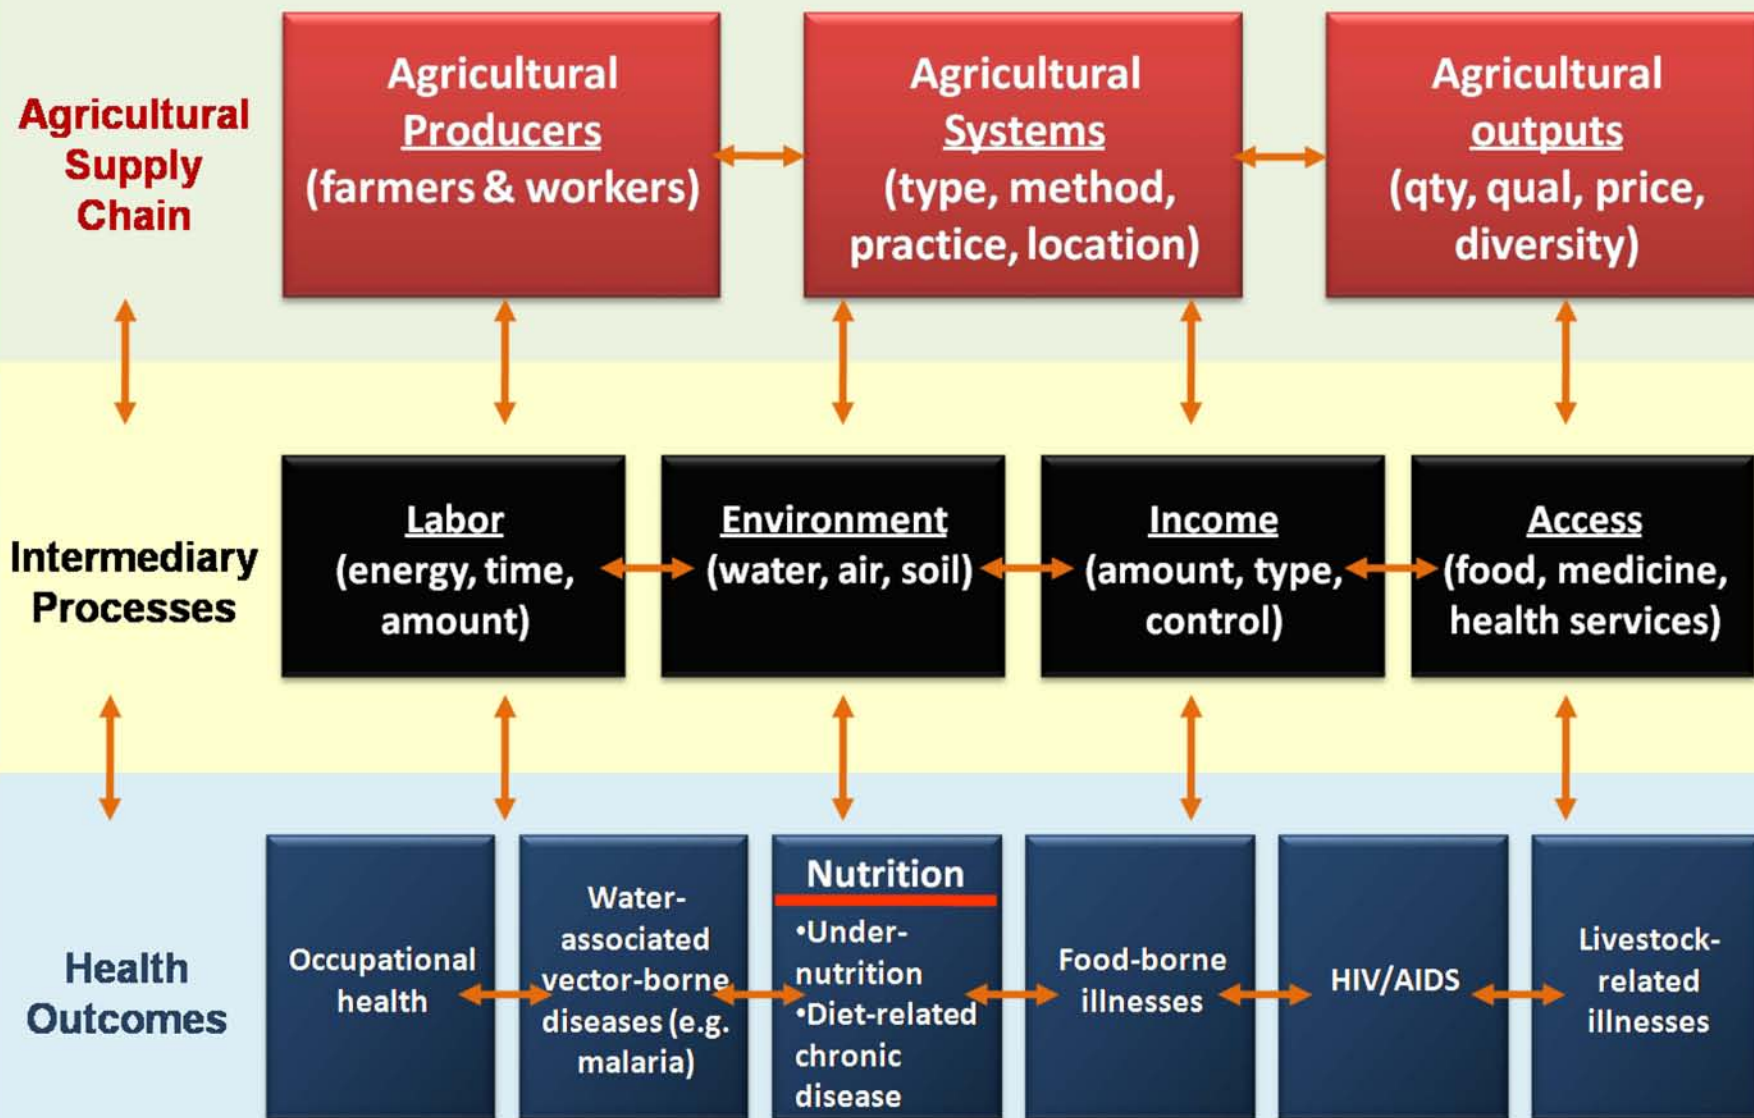 Agricultural
Supply
Chain
Agricultural
Producers
(farmers & workers)
Agricultural
Systems
(type, method,
practice, location)
Agricultural
outputs
(qty, qual, price,
diversity)
Intermediary
Processes
Labor
(energy, time,
amount)
Environment
(water, air, soil)
Income
(amount, type,
control)
Access
(food, medicine,
health services)
Health
Outcomes
Occupational
health
Water-
associated
vector-borne
diseases (e.g.
malaria)
Nutrition
•Under-
nutrition
•Diet-related
chronic
disease
Food-borne
illnesses
HIV/AIDS
Livestock-
related
illnesses